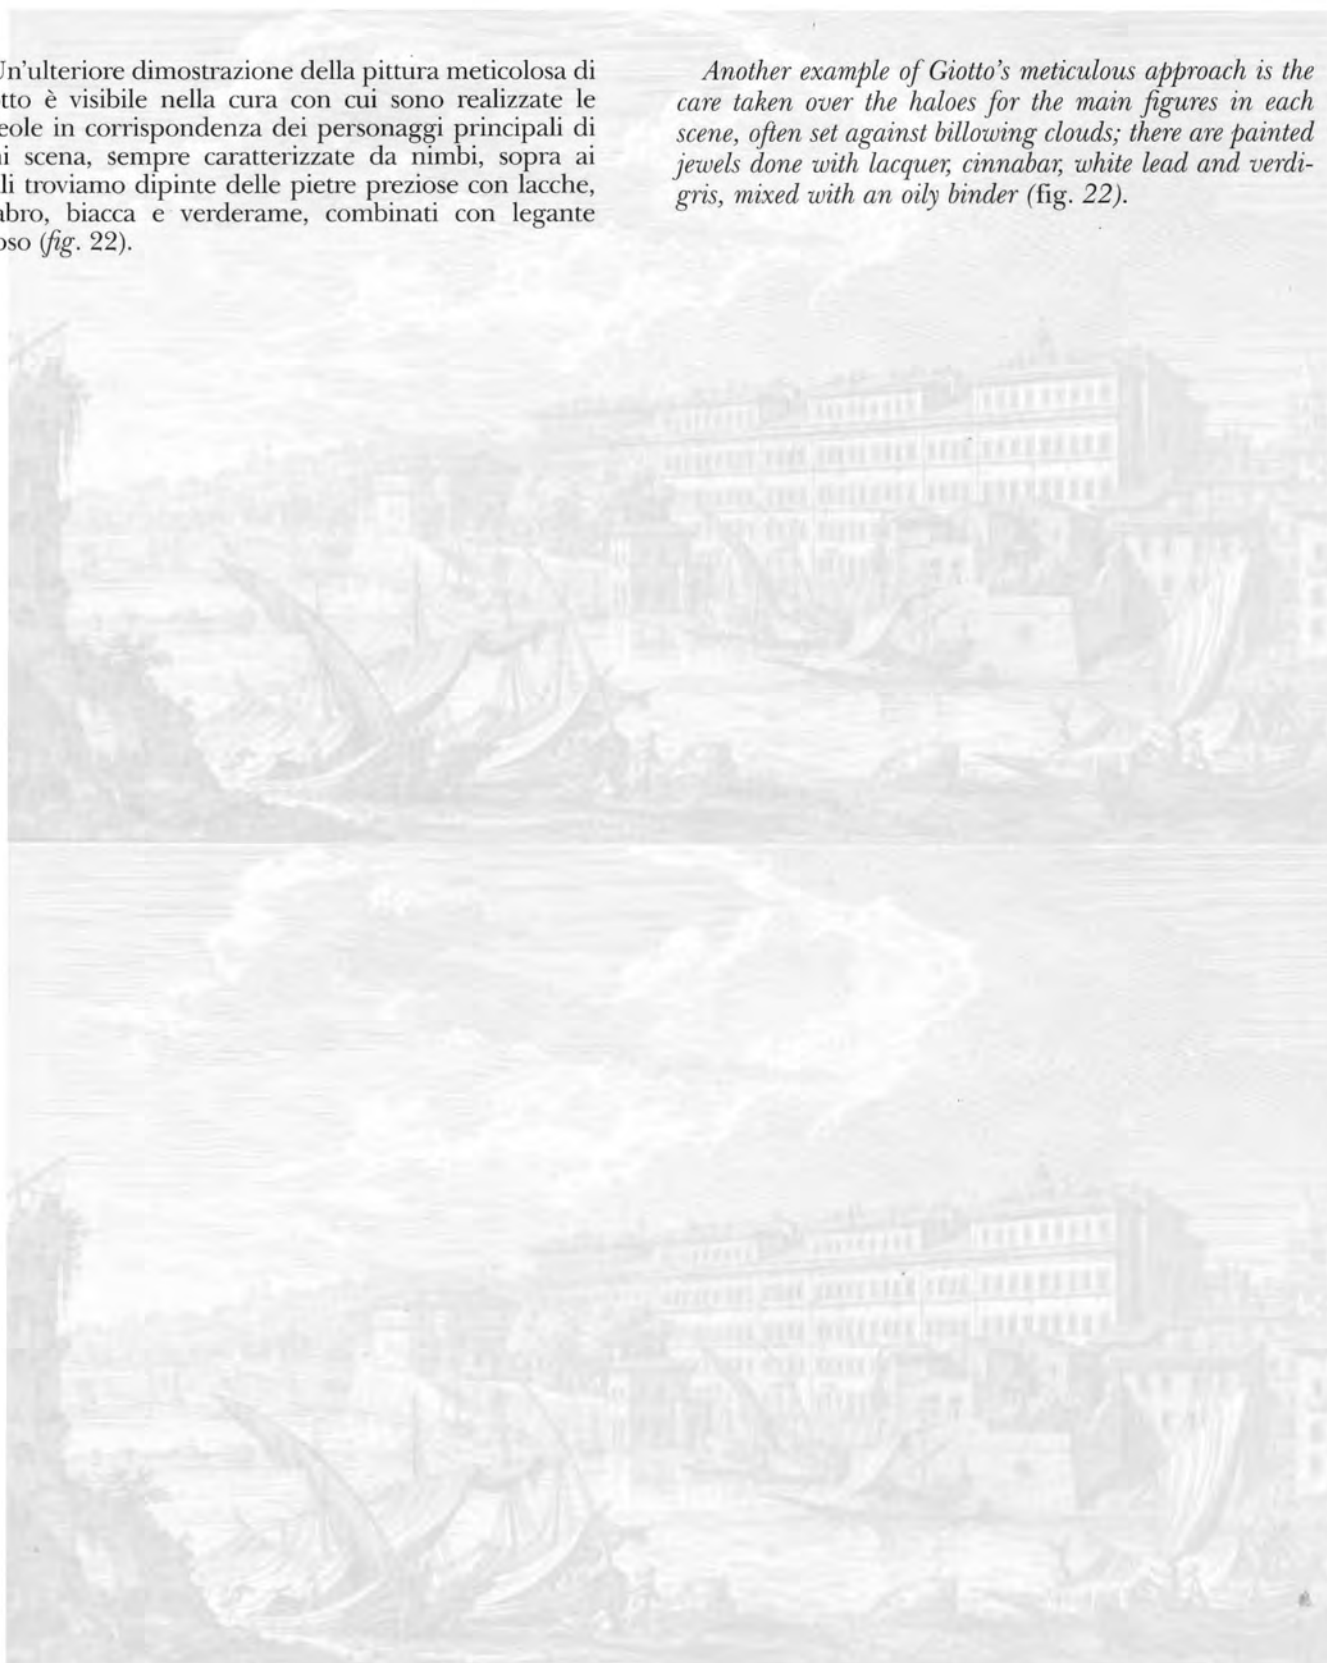 Un'ulteriore dimostrazione della pittura meticolosa di
otto è visibile nella cura con cui sono realizzate le
eole in corrispondenza dei personaggi principali di
ni scena, sempre caratterizzate da nimbi, sopra ai
li troviamo dipinte delle pietre preziose con lacche,
abro, biacca e verderame, combinati con legante
oso (fig. 22).
Another example of Giotto's meticulous approach is the
care taken over the haloes for the main figures in each
scene, often set against billowing clouds; there are painted
jewels done with lacquer, cinnabar, white lead and verdi-
gris, mixed with an oily binder (fig. 22).